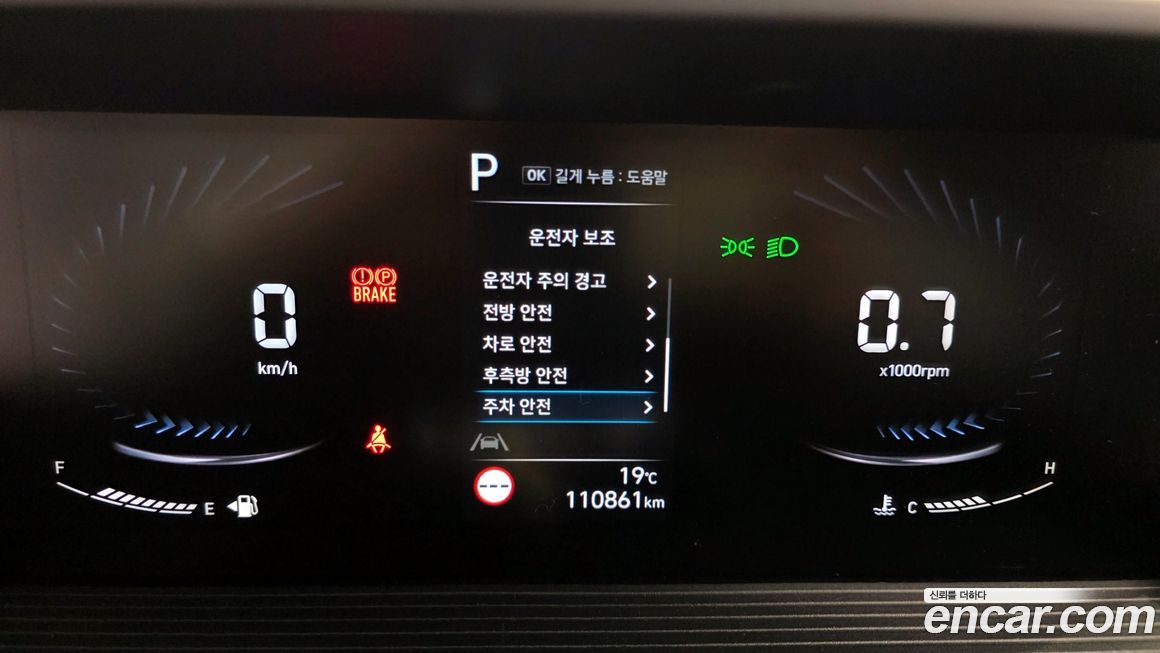 P OK 길게 누름 : 도움말
운전자 보조
운전자 주의 경고
전방 안전
차로 안전
후측방 안전
주차 안전
BRAKE
0
km/h
0.7
x1000rpm
F
E
H
C
---
19℃
110861 km
신뢰를 더하다
encar.com